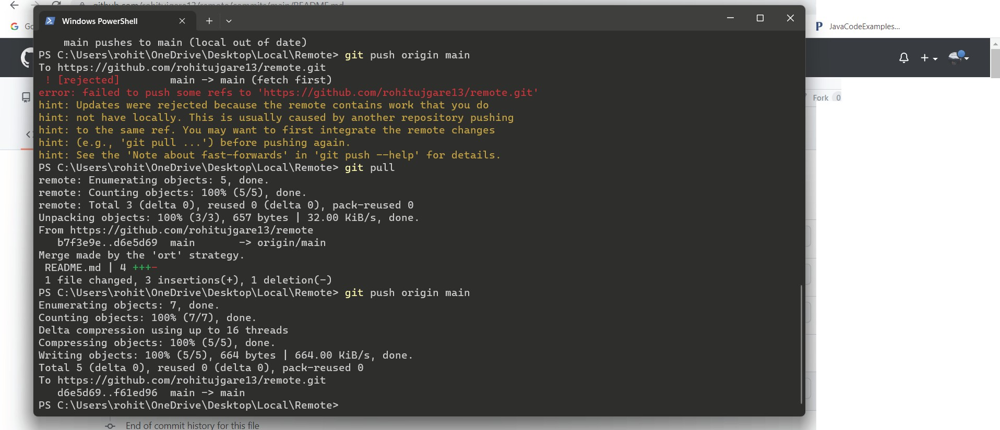 github.com/rohitujgare13/remote/commits/main/README.md
Windows PowerShell
JavaCodeExamples...
Fork 0
main pushes to main (local out of date)
PS C:\Users\rohit\OneDrive\Desktop\Local\Remote> git push origin main
To https://github.com/rohitujgare13/remote.git
! [rejected]        main -> main (fetch first)
error: failed to push some refs to 'https://github.com/rohitujgare13/remote.git'
hint: Updates were rejected because the remote contains work that you do
hint: not have locally. This is usually caused by another repository pushing
hint: to the same ref. You may want to first integrate the remote changes
hint: (e.g., 'git pull ...') before pushing again.
hint: See the 'Note about fast-forwards' in 'git push --help' for details.
PS C:\Users\rohit\OneDrive\Desktop\Local\Remote> git pull
remote: Enumerating objects: 5, done.
remote: Counting objects: 100% (5/5), done.
remote: Total 3 (delta 0), reused 0 (delta 0), pack-reused 0
Unpacking objects: 100% (3/3), 657 bytes | 32.00 KiB/s, done.
From https://github.com/rohitujgare13/remote
   b7f3e9e..d6e5d69  main       -> origin/main
Merge made by the 'ort' strategy.
 README.md | 4 +++-
 1 file changed, 3 insertions(+), 1 deletion(-)
PS C:\Users\rohit\OneDrive\Desktop\Local\Remote> git push origin main
Enumerating objects: 7, done.
Counting objects: 100% (7/7), done.
Delta compression using up to 16 threads
Compressing objects: 100% (5/5), done.
Writing objects: 100% (5/5), 664 bytes | 664.00 KiB/s, done.
Total 5 (delta 0), reused 0 (delta 0), pack-reused 0
To https://github.com/rohitujgare13/remote.git
   d6e5d69..f61ed96  main -> main
PS C:\Users\rohit\OneDrive\Desktop\Local\Remote>
End of commit history for this file